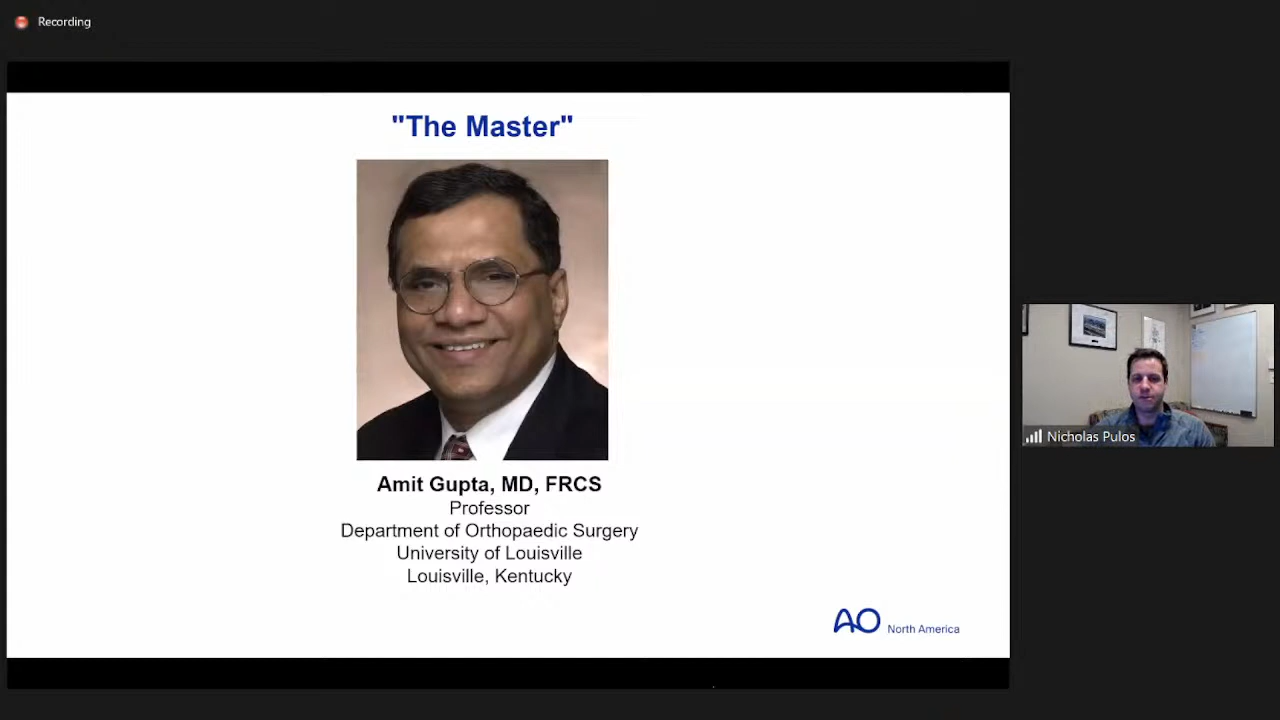 Recording
"The Master"
Amit Gupta, MD, FRCS
Professor
Department of Orthopaedic Surgery
University of Louisville
Louisville, Kentucky
AO North America
Nicholas Pulos